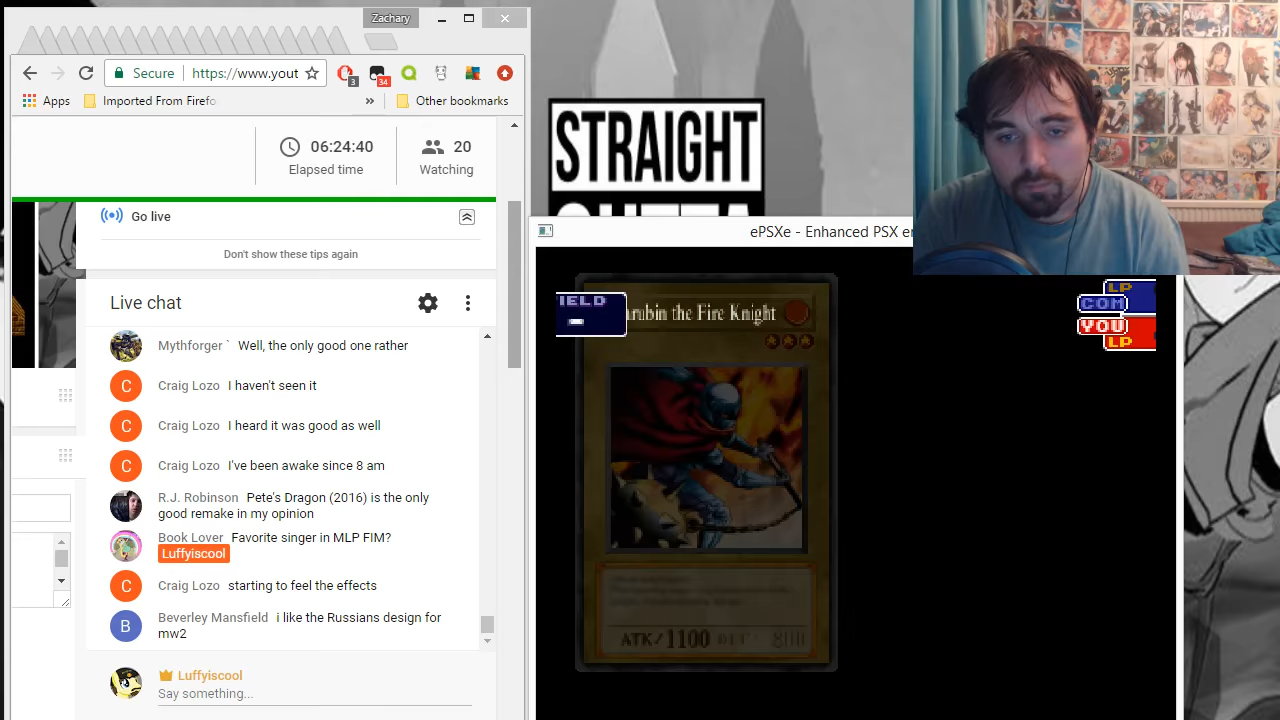 Zachary
Secure https://www.yout
3
34
Apps Imported From Firefo » Other bookmarks
06:24:40 20
Elapsed time Watching
Go live
Don't show these tips again
Live chat
Mythforger ` Well, the only good one rather
Craig Lozo I haven't seen it
Craig Lozo I heard it was good as well
Craig Lozo I've been awake since 8 am
R.J. Robinson Pete's Dragon (2016) is the only
good remake in my opinion
Book Lover Favorite singer in MLP FIM?
Luffyiscool
Craig Lozo starting to feel the effects
Beverley Mansfield i like the Russians design for
mw2
Luffyiscool
Say something...
STRAIGHT
OUTTA
ePSXe - Enhanced PSX e
IELD
arubin the Fire Knight
ATK/1100
LP
COM
YOU
LP